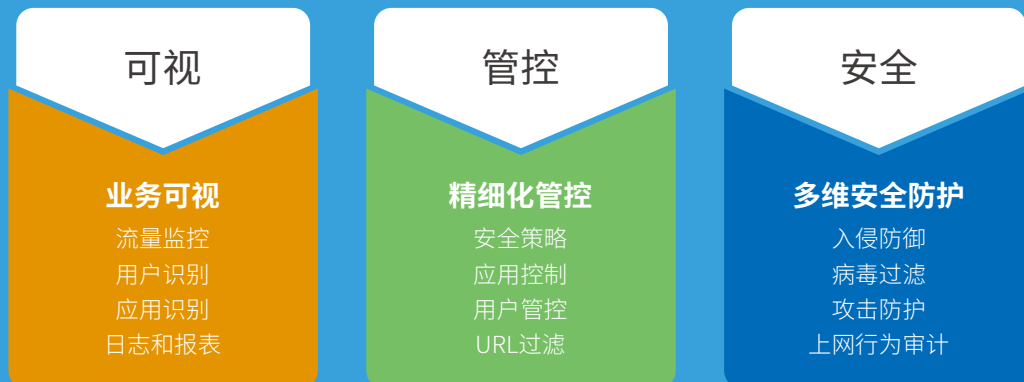 可视
业务可视
流量监控
用户识别
应用识别
日志和报表
管控
精细化管控
安全策略
应用控制
用户管控
URL过滤
安全
多维安全防护
入侵防御
病毒过滤
攻击防护
上网行为审计